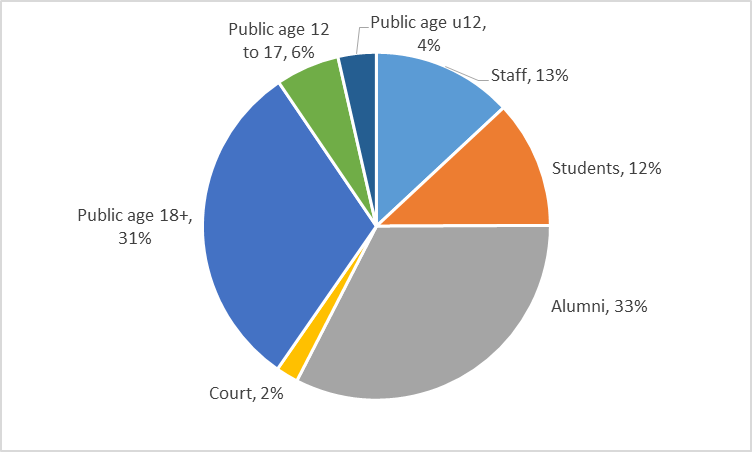 Public age u12,
4%
Staff, 13%
Students, 12%
Alumni, 33%
Court, 2%
Public age 18+,
31%
Public age 12
to 17, 6%